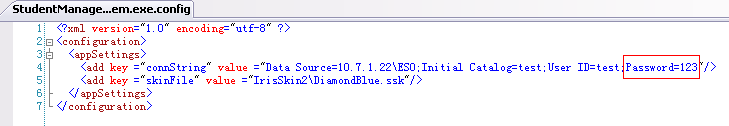 StudentManage...em.exe.config
1 <?xml version="1.0" encoding="utf-8" ?>
2 <configuration>
3 <appSettings>
4 <add key ="connString" value ="Data Source=10.7.1.22\ESO;Initial Catalog=test;User ID=test;Password=123"/>
5 <add key ="skinFile" value ="IrisSkin2\DiamondBlue.ssk"/>
6 </appSettings>
7 </configuration>